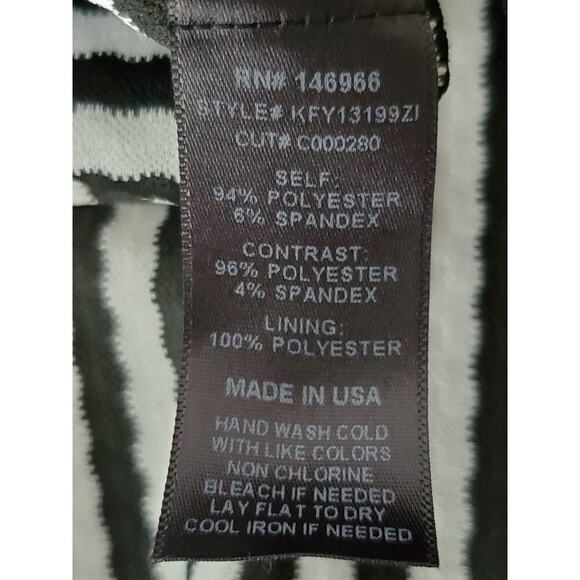 RN# 146966
STYLE# KFY13199ZI
CUT# C000280
SELF:
94% POLYESTER
6% SPANDEX
CONTRAST:
96% POLYESTER
4% SPANDEX
LINING:
100% POLYESTER
MADE IN USA
HAND WASH COLD
WITH LIKE COLORS
NON CHLORINE
BLEACH IF NEEDED
LAY FLAT TO DRY
COOL IRON IF NEEDED